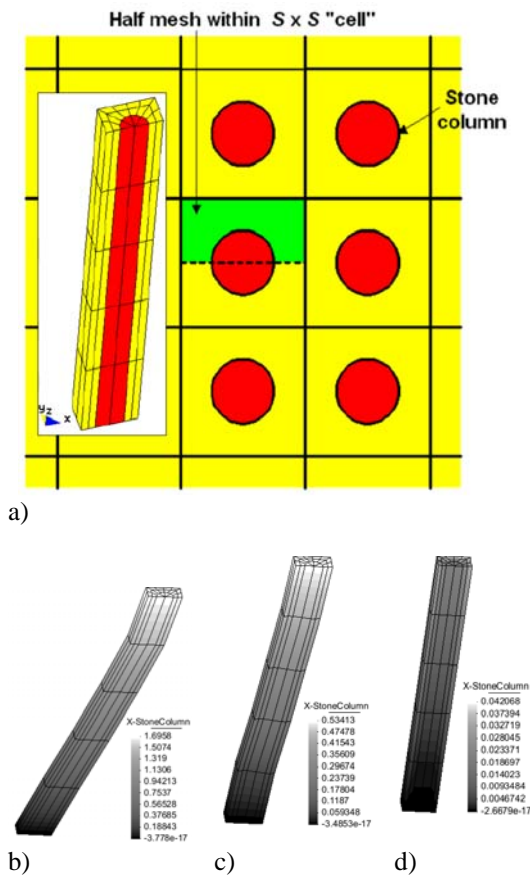 Half mesh within S x S "cell"
Stone
column
y z x
a)
X-StoneColumn
1.6958
1.5074
1.319
1.1306
0.94213
0.7537
0.56528
0.37685
0.18843
-3.778e-17
b)
X-StoneColumn
0.53413
0.47478
0.41543
0.35609
0.29674
0.23739
0.17804
0.1187
0.059348
-3.4853e-17
c)
X-StoneColumn
0.042068
0.037394
0.032719
0.028045
0.023371
0.018697
0.014023
0.0093484
0.0046742
-2.6679e-17
d)